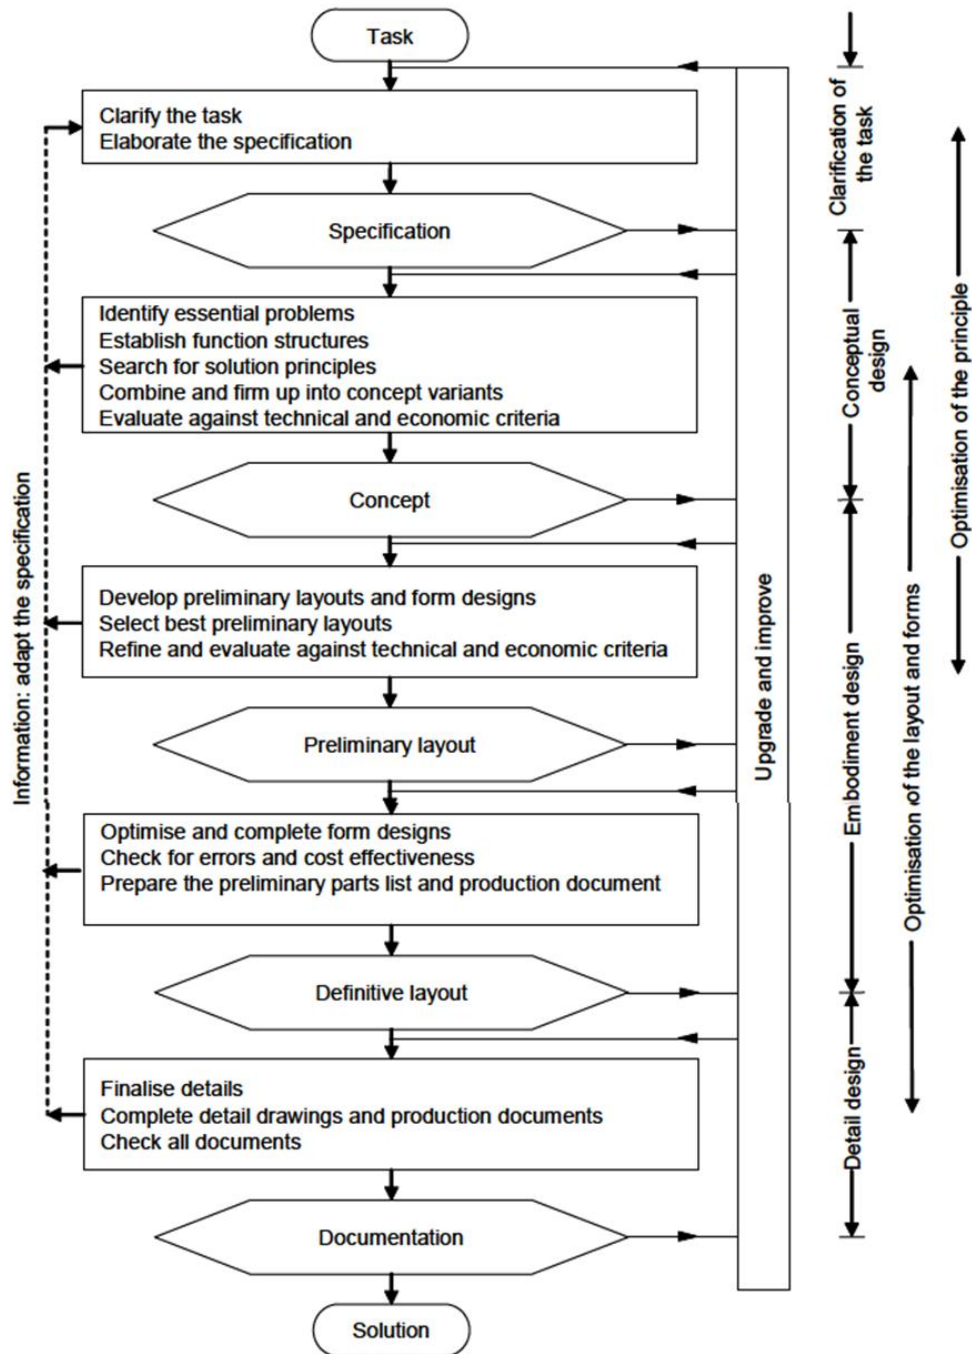 Task
Clarify the task
Elaborate the specification
Specification
Identify essential problems
Establish function structures
Search for solution principles
Combine and firm up into concept variants
Evaluate against technical and economic criteria
Concept
Develop preliminary layouts and form designs
Select best preliminary layouts
Refine and evaluate against technical and economic criteria
Preliminary layout
Optimise and complete form designs
Check for errors and cost effectiveness
Prepare the preliminary parts list and production document
Definitive layout
Finalise details
Complete detail drawings and production documents
Check all documents
Documentation
Solution
Information: adapt the specification
Upgrade and improve
Clarification of
the task
Conceptual
design
Embodiment design
Detail design
Optimisation of the layout and forms
Optimisation of the principle